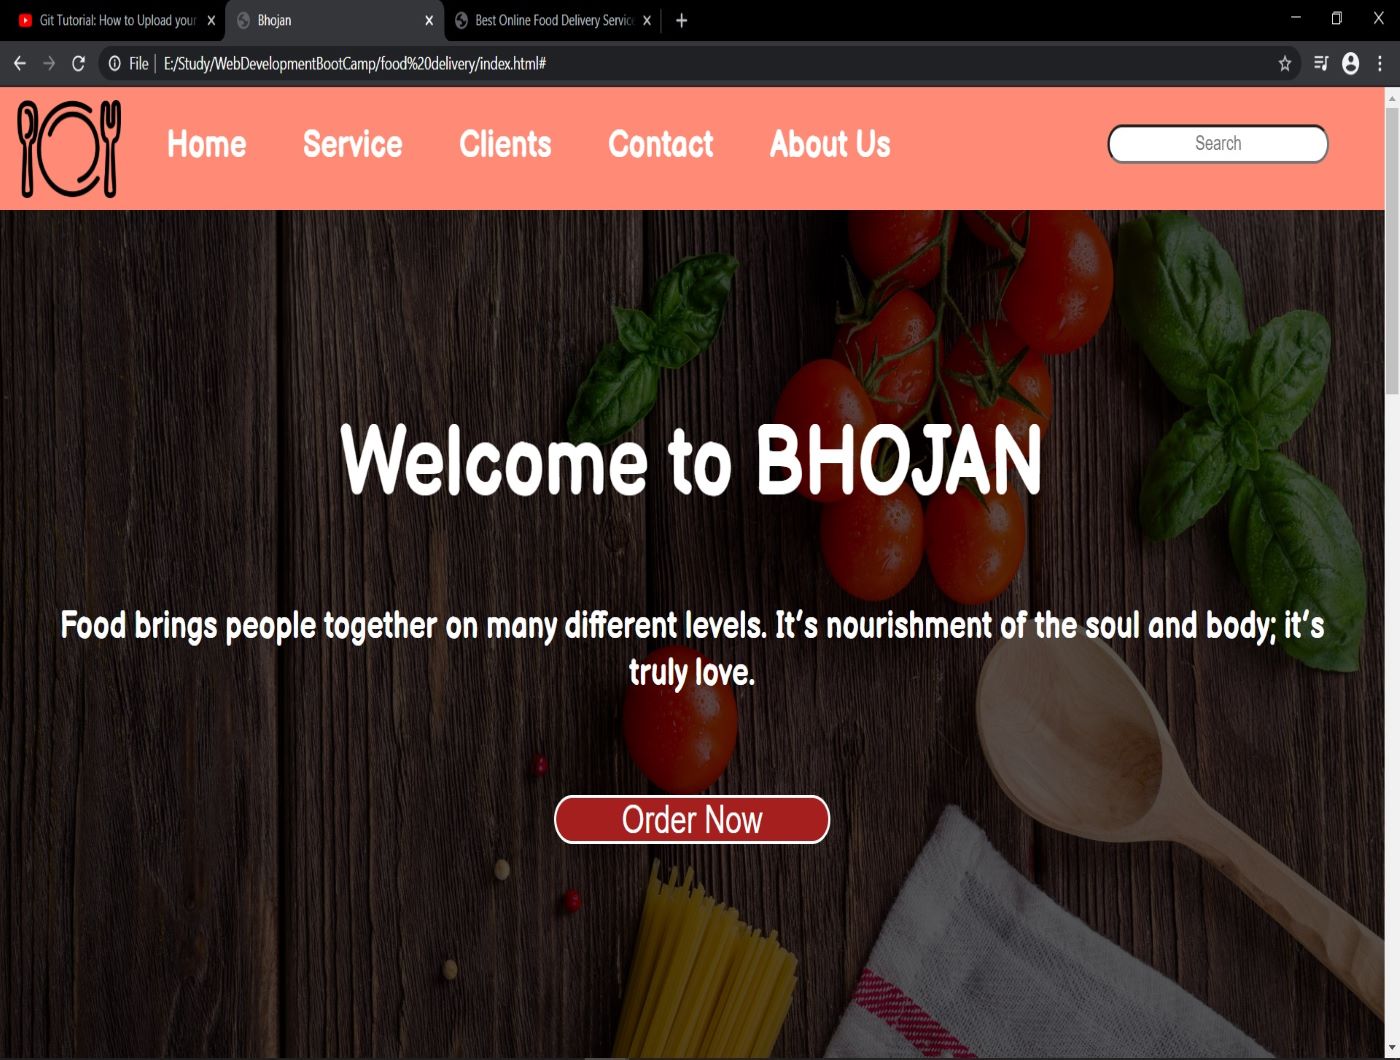 Git Tutorial: How to Upload your
Bhojan
Best Online Food Delivery Service
File
E:/Study/WebDevelopmentBootCamp/food%20delivery/index.html#
Home
Service
Clients
Contact
About Us
Search
Welcome to BHOJAN
Food brings people together on many different levels. It's nourishment of the soul and body; it's
truly love.
Order Now